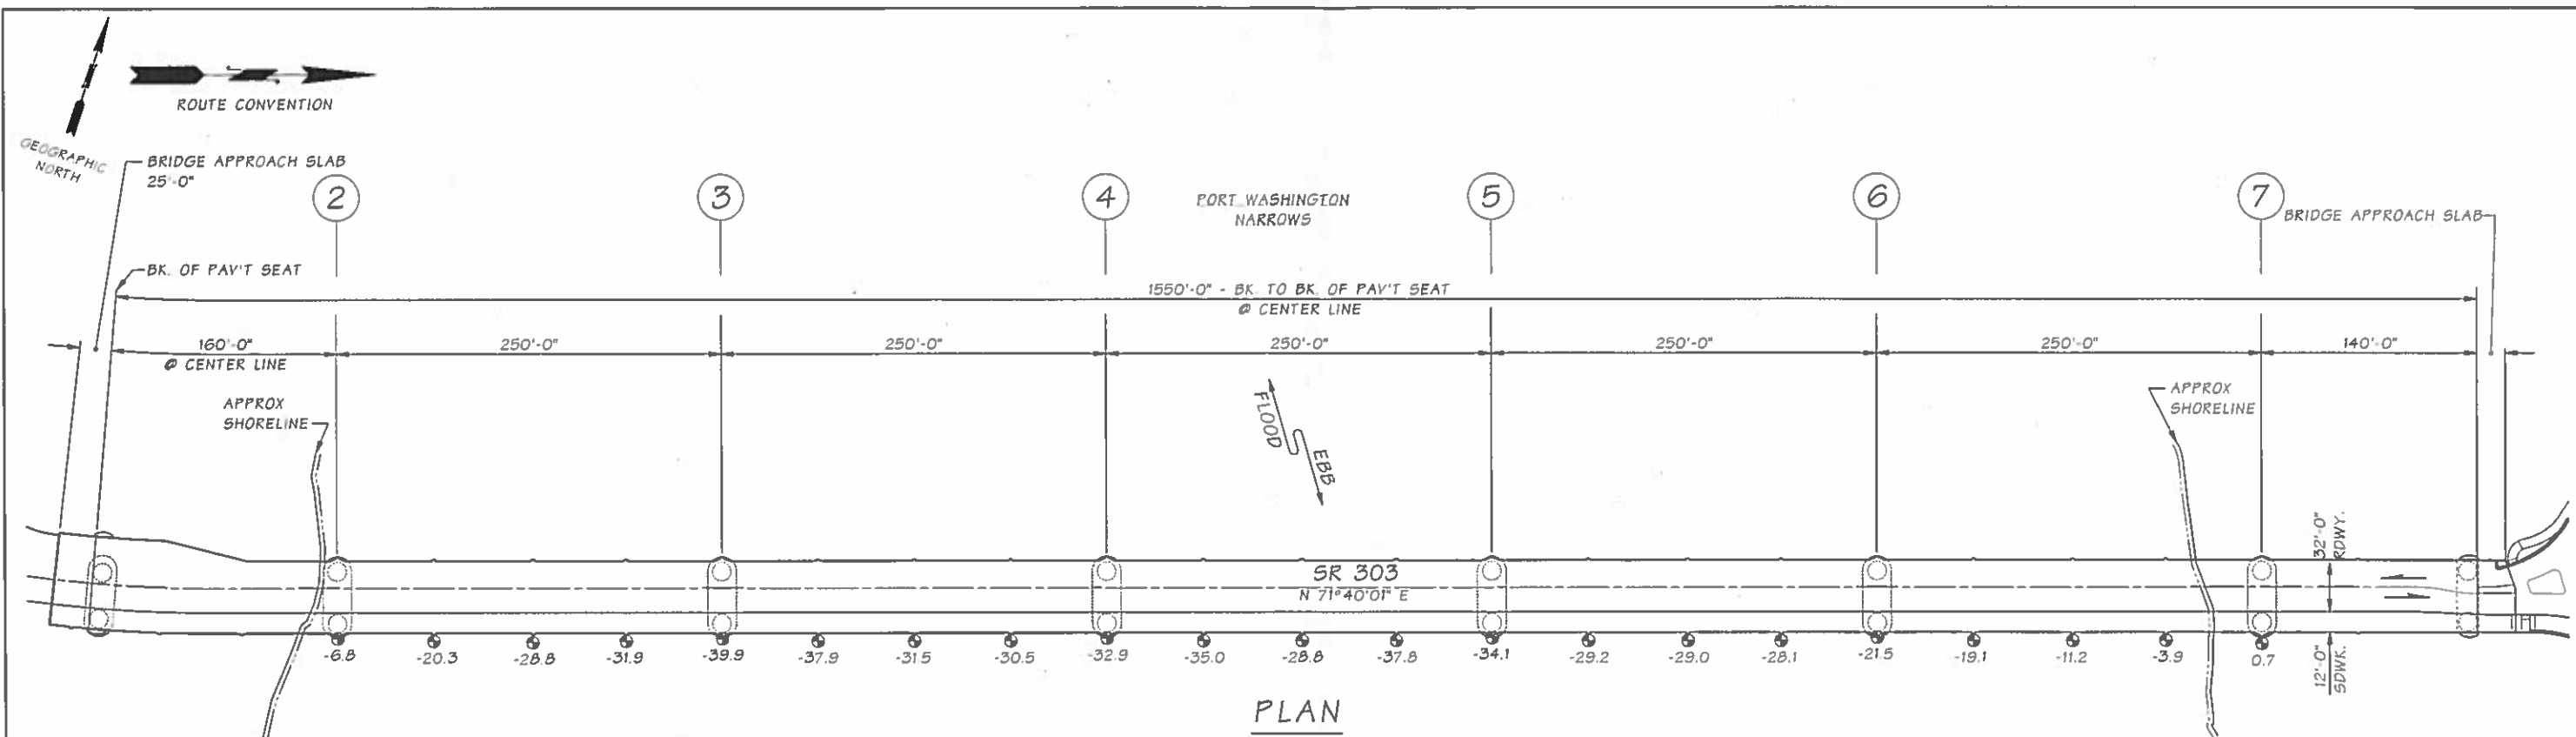 ROUTE CONVENTION
GEOGRAPHIC
NORTH
BRIDGE APPROACH SLAB
25'-0"
2
3
4
PORT WASHINGTON
NARROWS
5
6
7
BRIDGE APPROACH SLAB
BK. OF PAV'T SEAT
1550'-0" - BK. TO BK. OF PAV'T SEAT
@ CENTER LINE
160'-0"
@ CENTER LINE
250'-0"
250'-0"
250'-0"
250'-0"
250'-0"
140'-0"
APPROX
SHORELINE
FLOOD
EBB
APPROX
SHORELINE
SR 303
N 71°40'01" E
32'-0"
RDWY.
12'-0"
SDWK.
-6.8
-20.3
-28.8
-31.9
-39.9
-37.9
-31.5
-30.5
-32.9
-35.0
-28.8
-37.8
-34.1
-29.2
-29.0
-28.1
-21.5
-19.1
-11.2
-3.9
0.7
PLAN